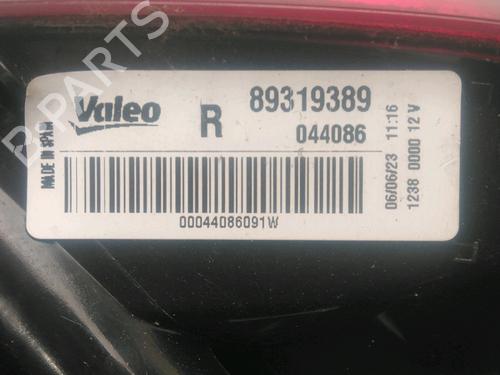 B-PARTS
Valeo
R
89319389
044086
MADE IN SPAIN
00044086091W
06/06/23 11:16
1238 0000 12 V